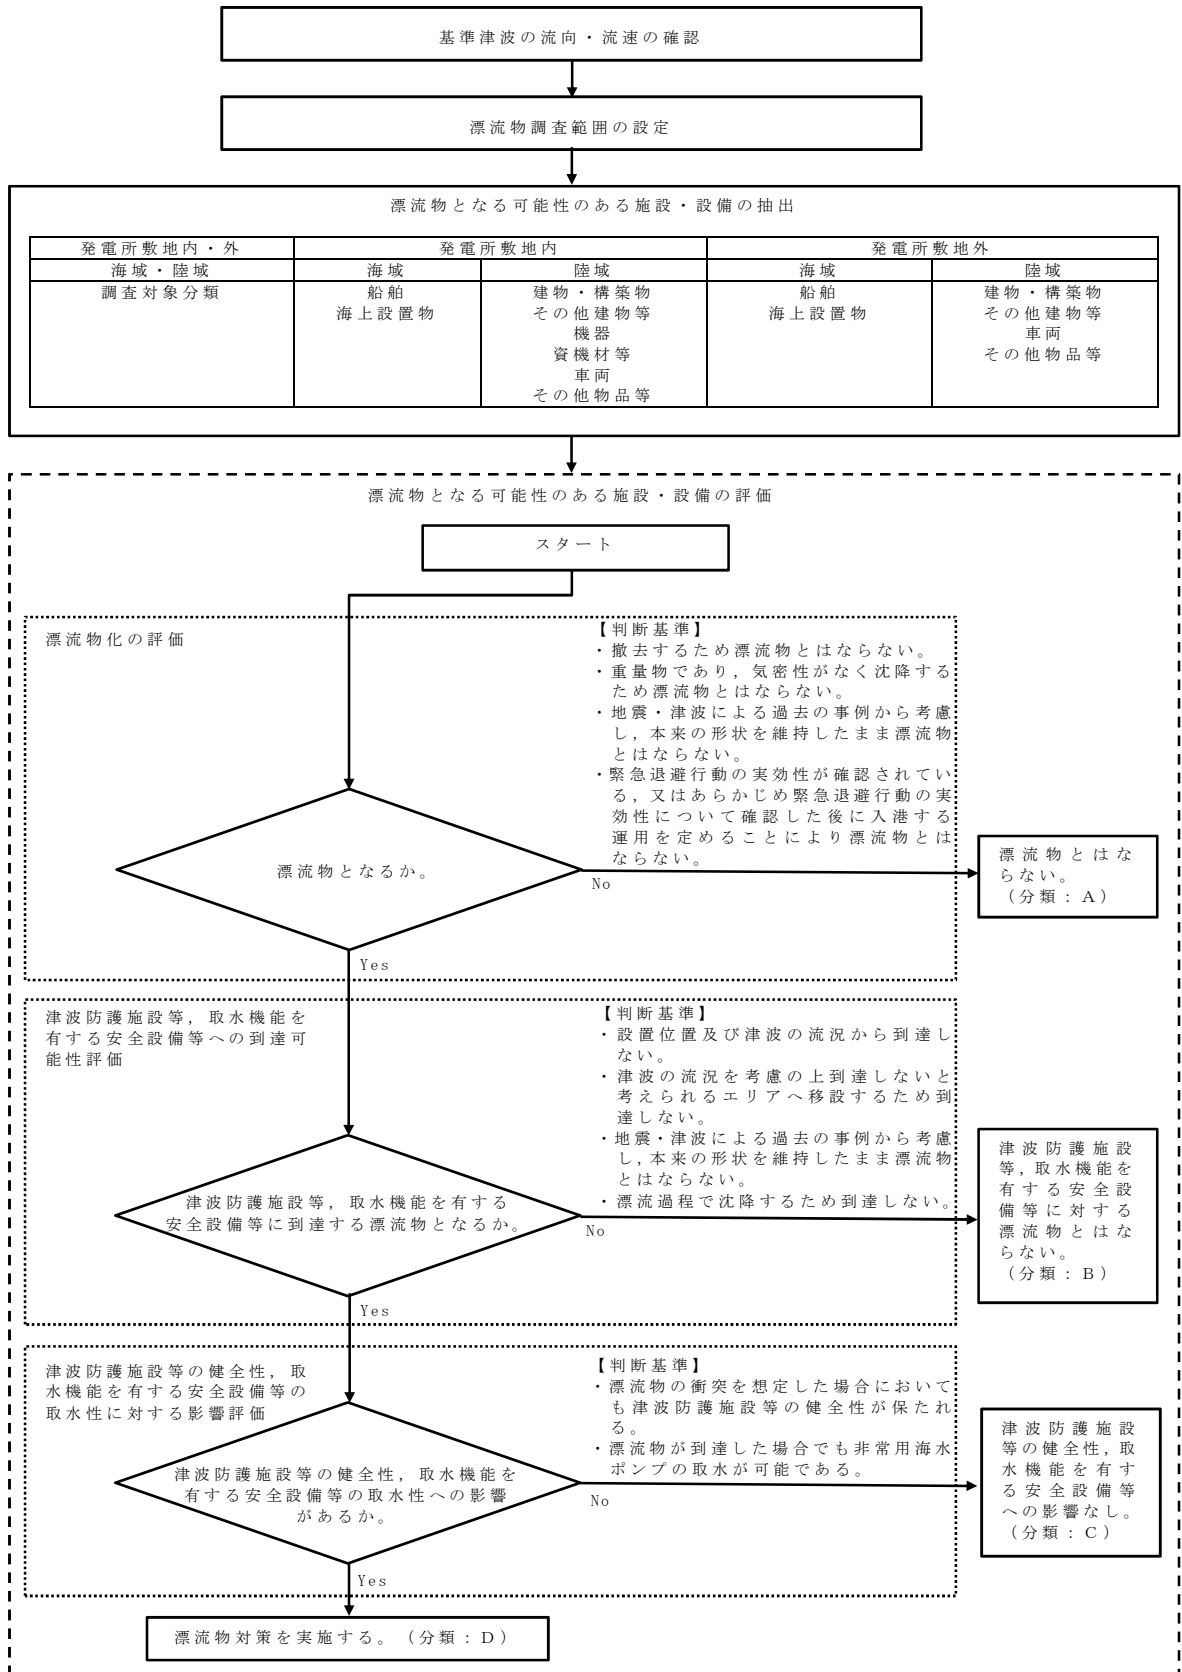 基準津波の流向・流速の確認
漂流物調査範囲の設定
漂流物となる可能性のある施設・設備の抽出
発電所敷地内・外 発電所敷地内 発電所敷地外
海域・陸域 海域 陸域 海域 陸域
調査対象分類 船舶 建物・構築物 船舶 建物・構築物
海上設置物 その他建物等 海上設置物 その他建物等
機器 車両
資機材等 その他物品等
車両
その他物品等
漂流物となる可能性のある施設・設備の評価
スタート
漂流物化の評価
【判断基準】
・撤去するため漂流物とはならない。
・重量物であり，気密性がなく沈降する
ため漂流物とはならない。
・地震・津波による過去の事例から考慮
し，本来の形状を維持したまま漂流物
とはならない。
・緊急退避行動の実効性が確認されてい
る，又はあらかじめ緊急退避行動の実
効性について確認した後に入港する
運用を定めることにより漂流物とは
ならない。
漂流物となるか。
No
漂流物とはな
らない。
（分類：A）
Yes
津波防護施設等，取水機能を
有する安全設備等への到達可
能性評価
【判断基準】
・設置位置及び津波の流況から到達し
ない。
・津波の流況を考慮の上到達しないと
考えられるエリアへ移設するため到
達しない。
・地震・津波による過去の事例から考慮
し，本来の形状を維持したまま漂流物
とはならない。
・漂流過程で沈降するため到達しない。
津波防護施設等，取水機能を有する
安全設備等に到達する漂流物となるか。
No
津波防護施設
等，取水機能を
有する安全設
備等に対する
漂流物とはな
らない。
（分類：B）
Yes
津波防護施設等の健全性，取
水機能を有する安全設備等の
取水性に対する影響評価
【判断基準】
・漂流物の衝突を想定した場合において
も津波防護施設等の健全性が保たれ
る。
・漂流物が到達した場合でも非常用海水
ポンプの取水が可能である。
津波防護施設等の健全性，取水機能を
有する安全設備等の取水性への影響
があるか。
No
津波防護施設
等の健全性，取
水機能を有す
る安全設備等
への影響なし。
（分類：C）
Yes
漂流物対策を実施する。（分類：D）